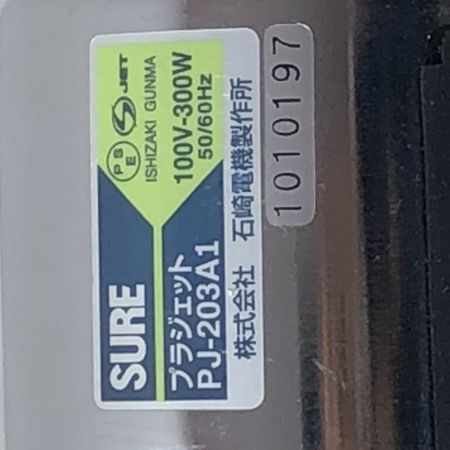 SURE
プラジェット
PJ-203A1
PSE
JET
ISHIZAKI GUNMA
100V-300W
50/60Hz
株式会社 石崎電機製作所
1010197